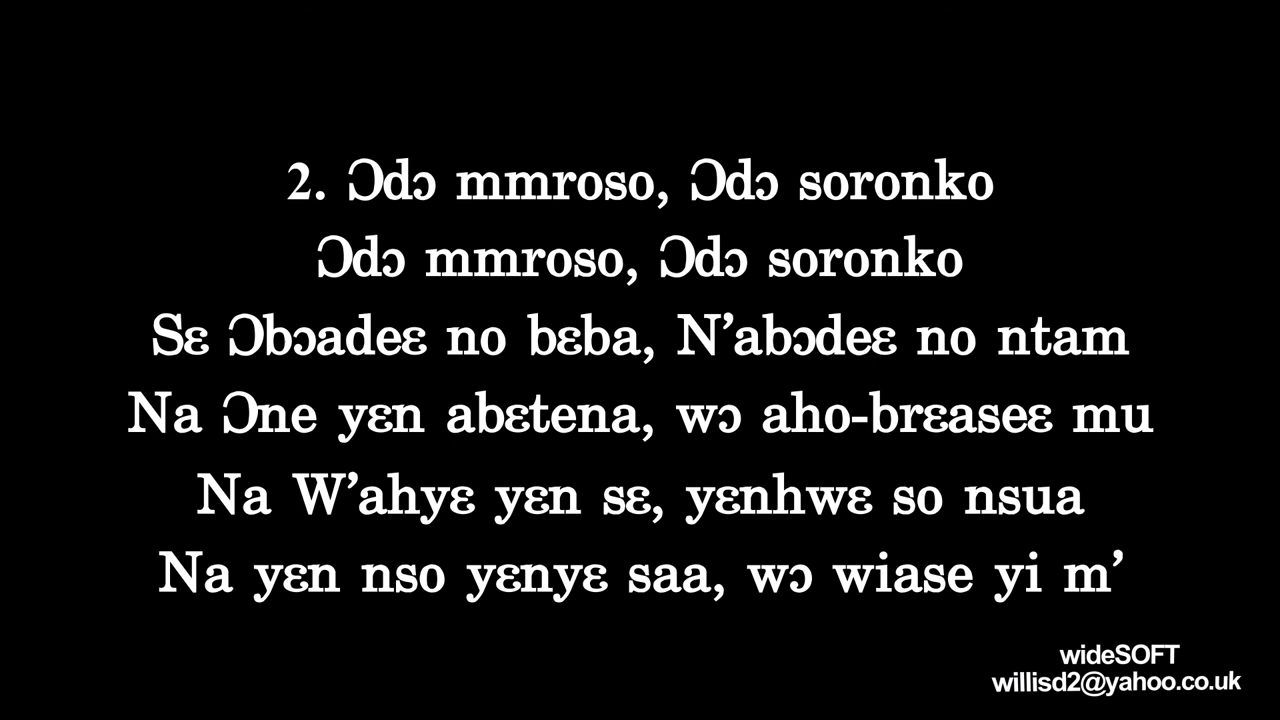 2. Ɔdɔ mmroso, Ɔdɔ soronko
Ɔdɔ mmroso, Ɔdɔ soronko
Sɛ Ɔbɔadeɛ no bɛba, N’abɔdeɛ no ntam
Na Ɔne yɛn abɛtena, wɔ aho-brɛaseɛ mu
Na W’ahyɛ yɛn sɛ, yɛnhwɛ so nsua
Na yɛn nso yɛnyɛ saa, wɔ wiase yi m’
wideSOFT
willisd2@yahoo.co.uk